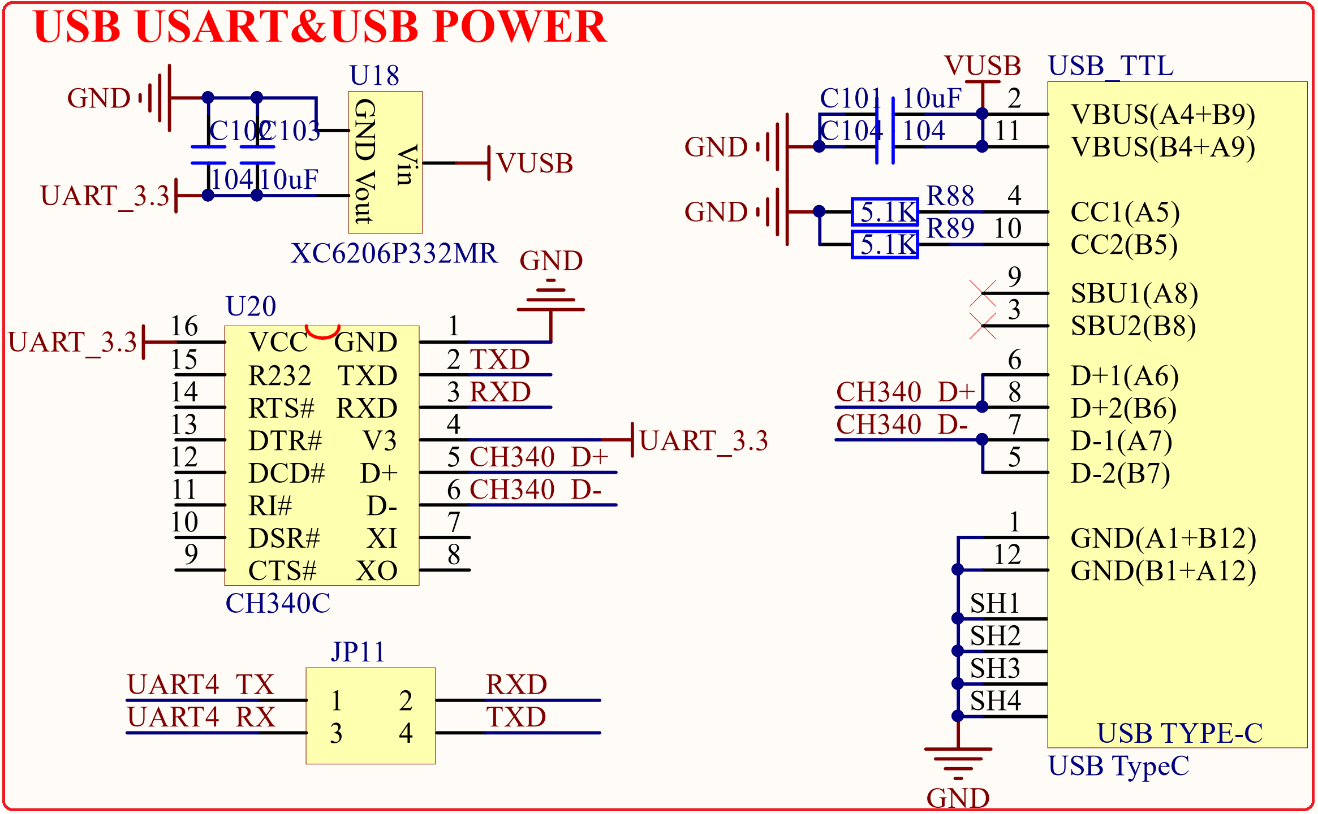 USB USART&USB POWER
U18
GND
C102
C103
104
10uF
UART_3.3
GND
Vout
Vin
VUSB
XC6206P332MR
GND
U20
UART_3.3
16 VCC GND 1
15 R232 TXD 2 TXD
14 RTS# RXD 3 RXD
13 DTR# V3 4 UART_3.3
12 DCD# D+ 5 CH340 D+
11 RI# D- 6 CH340 D-
10 DSR# XI 7
9 CTS# XO 8
CH340C
JP11
UART4 TX 1 2 RXD
UART4 RX 3 4 TXD
VUSB
USB_TTL
C101 10uF 2 VBUS(A4+B9)
GND C104 104 11 VBUS(B4+A9)
GND 5.1K R88 4 CC1(A5)
5.1K R89 10 CC2(B5)
9 SBU1(A8)
3 SBU2(B8)
6 D+1(A6)
CH340 D+ 8 D+2(B6)
CH340 D- 7 D-1(A7)
5 D-2(B7)
1 GND(A1+B12)
12 GND(B1+A12)
SH1
SH2
SH3
SH4
USB TYPE-C
USB TypeC
GND